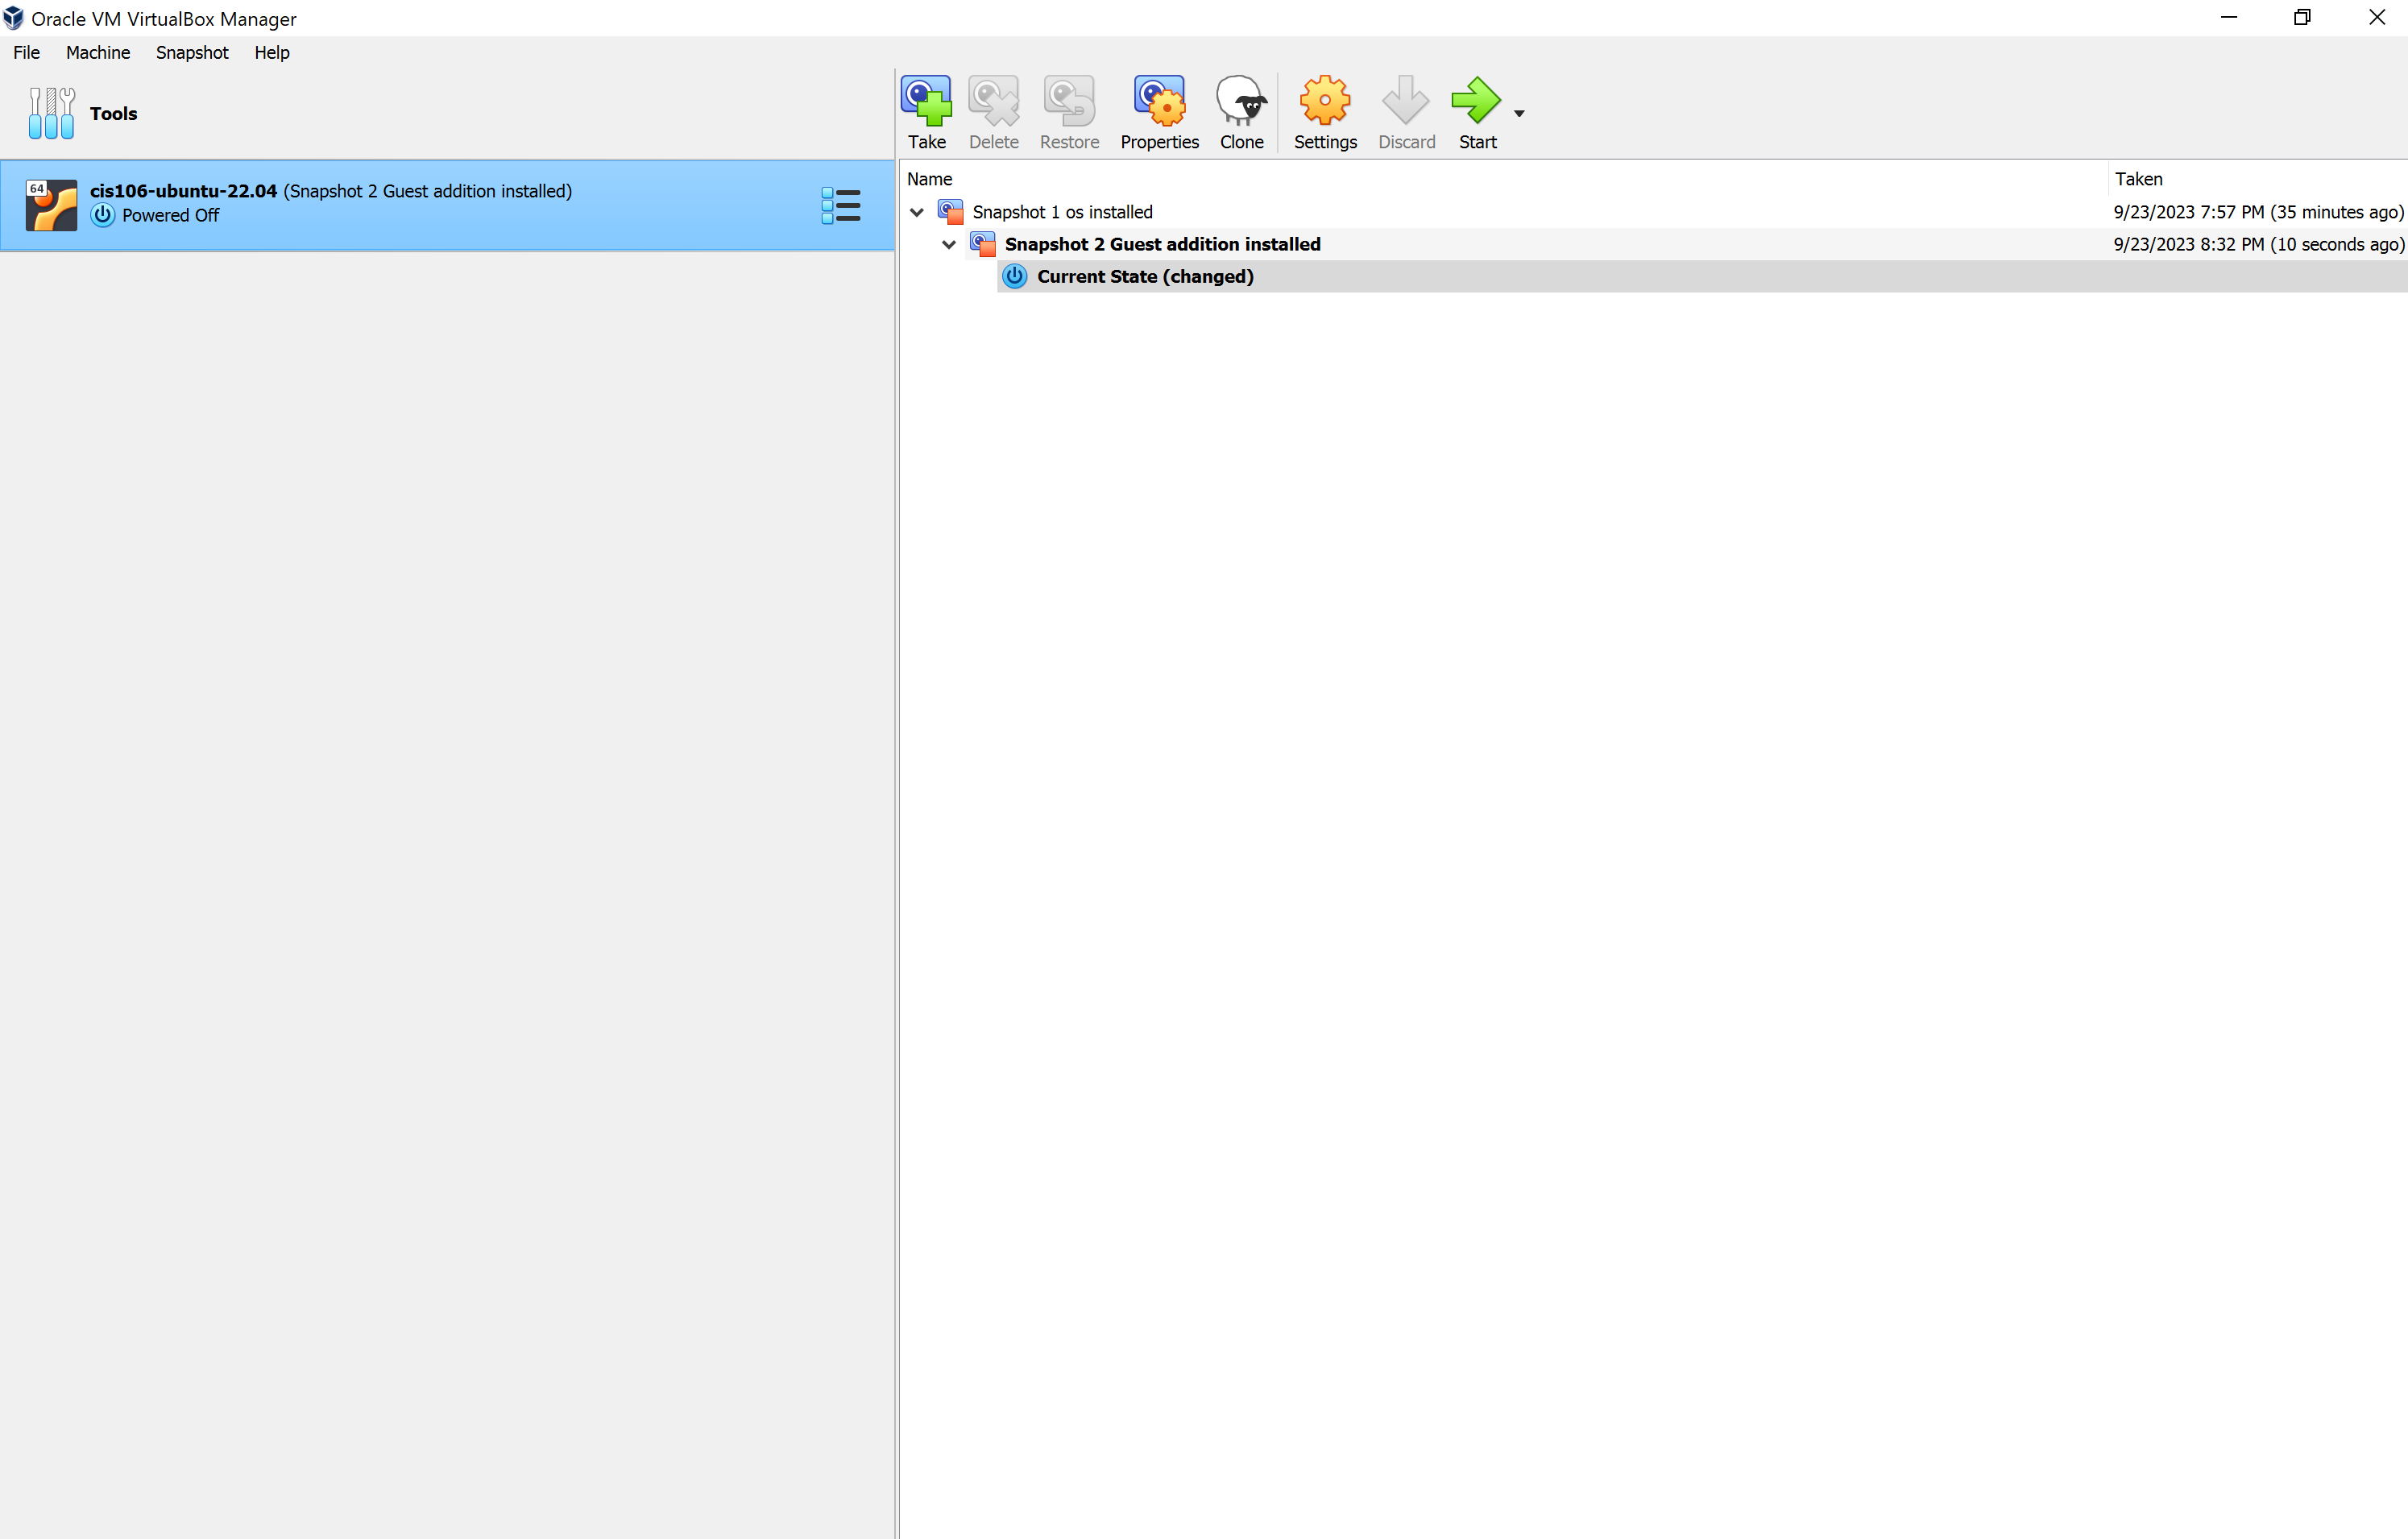 Oracle VM VirtualBox Manager
File Machine Snapshot Help
Tools
Take Delete Restore Properties Clone Settings Discard Start
64
cis106-ubuntu-22.04 (Snapshot 2 Guest addition installed)
Powered Off
Name Taken
Snapshot 1 os installed 9/23/2023 7:57 PM (35 minutes ago)
Snapshot 2 Guest addition installed 9/23/2023 8:32 PM (10 seconds ago)
Current State (changed)